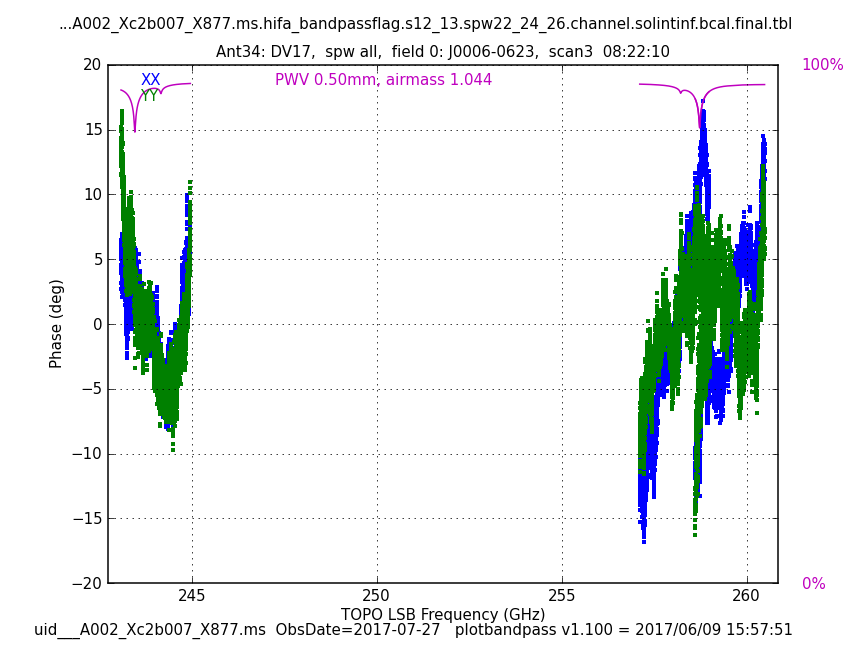 ...A002_Xc2b007_X877.ms.hifa_bandpassflag.s12_13.spw22_24_26.channel.solintinf.bcal.final.tbl
Ant34: DV17, spw all, field 0: J0006-0623, scan3 08:22:10
20 100%
XX PWV 0.50mm, airmass 1.044
YY
15
10
5
0
Phase (deg)
−5
−10
−15
−20 0%
245 250 255 260
TOPO LSB Frequency (GHz)
uid___A002_Xc2b007_X877.ms ObsDate=2017-07-27 plotbandpass v1.100 = 2017/06/09 15:57:51